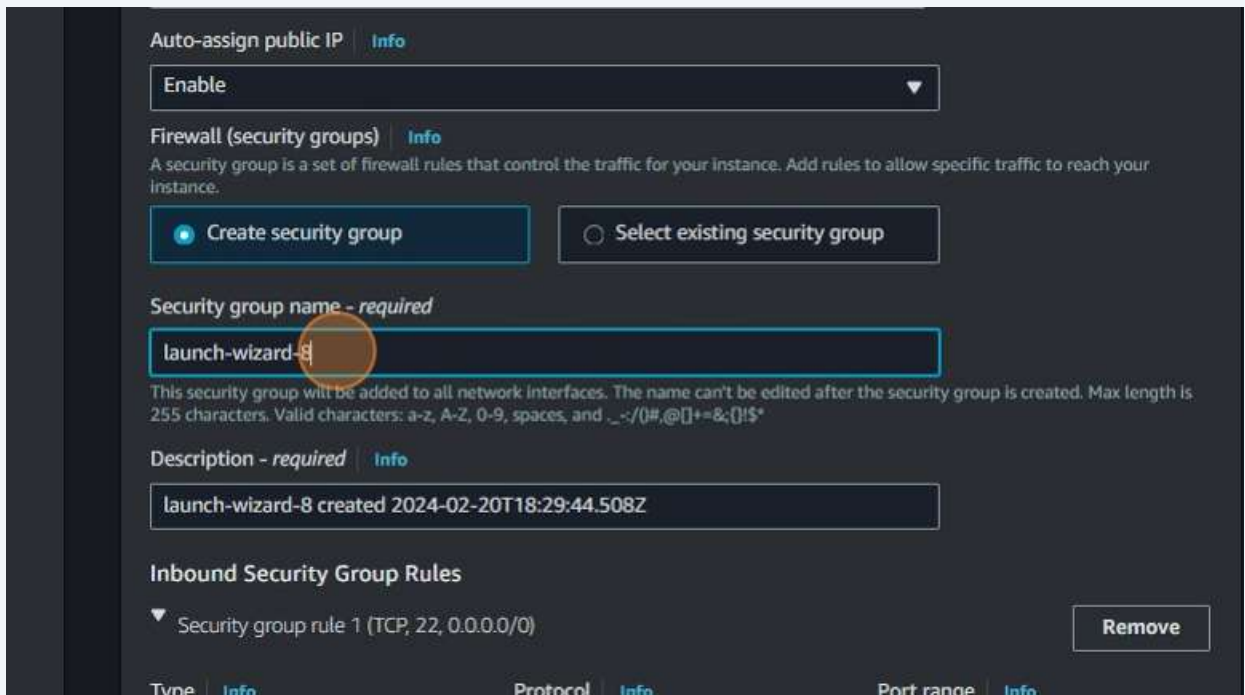 Auto-assign public IP Info
Enable
Firewall (security groups) Info
A security group is a set of firewall rules that control the traffic for your instance. Add rules to allow specific traffic to reach your
instance.
Create security group Select existing security group
Security group name - required
launch-wizard-8
This security group will be added to all network interfaces. The name can't be edited after the security group is created. Max length is
255 characters. Valid characters: a-z, A-Z, 0-9, spaces, and ._-:/()#,@[]+=&;{}!$*
Description - required Info
launch-wizard-8 created 2024-02-20T18:29:44.508Z
Inbound Security Group Rules
Security group rule 1 (TCP, 22, 0.0.0.0/0) Remove
Type Info Protocol Info Port range Info